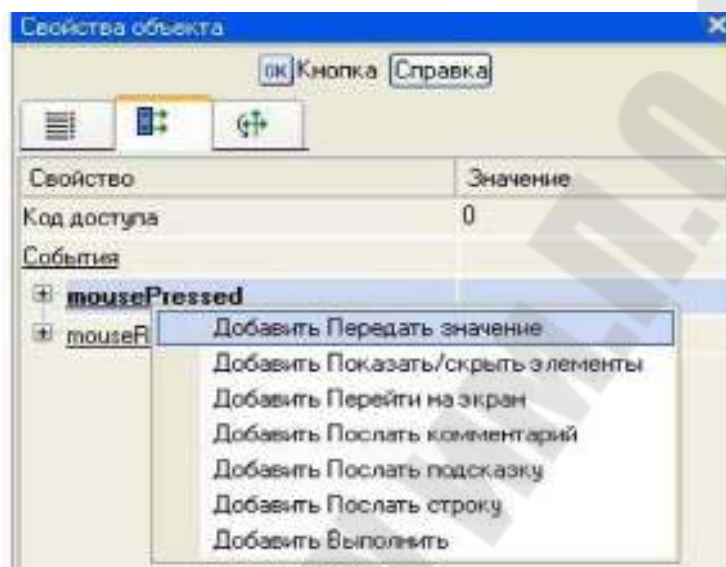 Свойства объекта
ок Кнопка Справка
Свойство Значение
Код доступа 0
События
mousePressed
mouseR
Добавить Передать значение
Добавить Показать/скрыть элементы
Добавить Перейти на экран
Добавить Послать комментарий
Добавить Послать подсказку
Добавить Послать строку
Добавить Выполнить